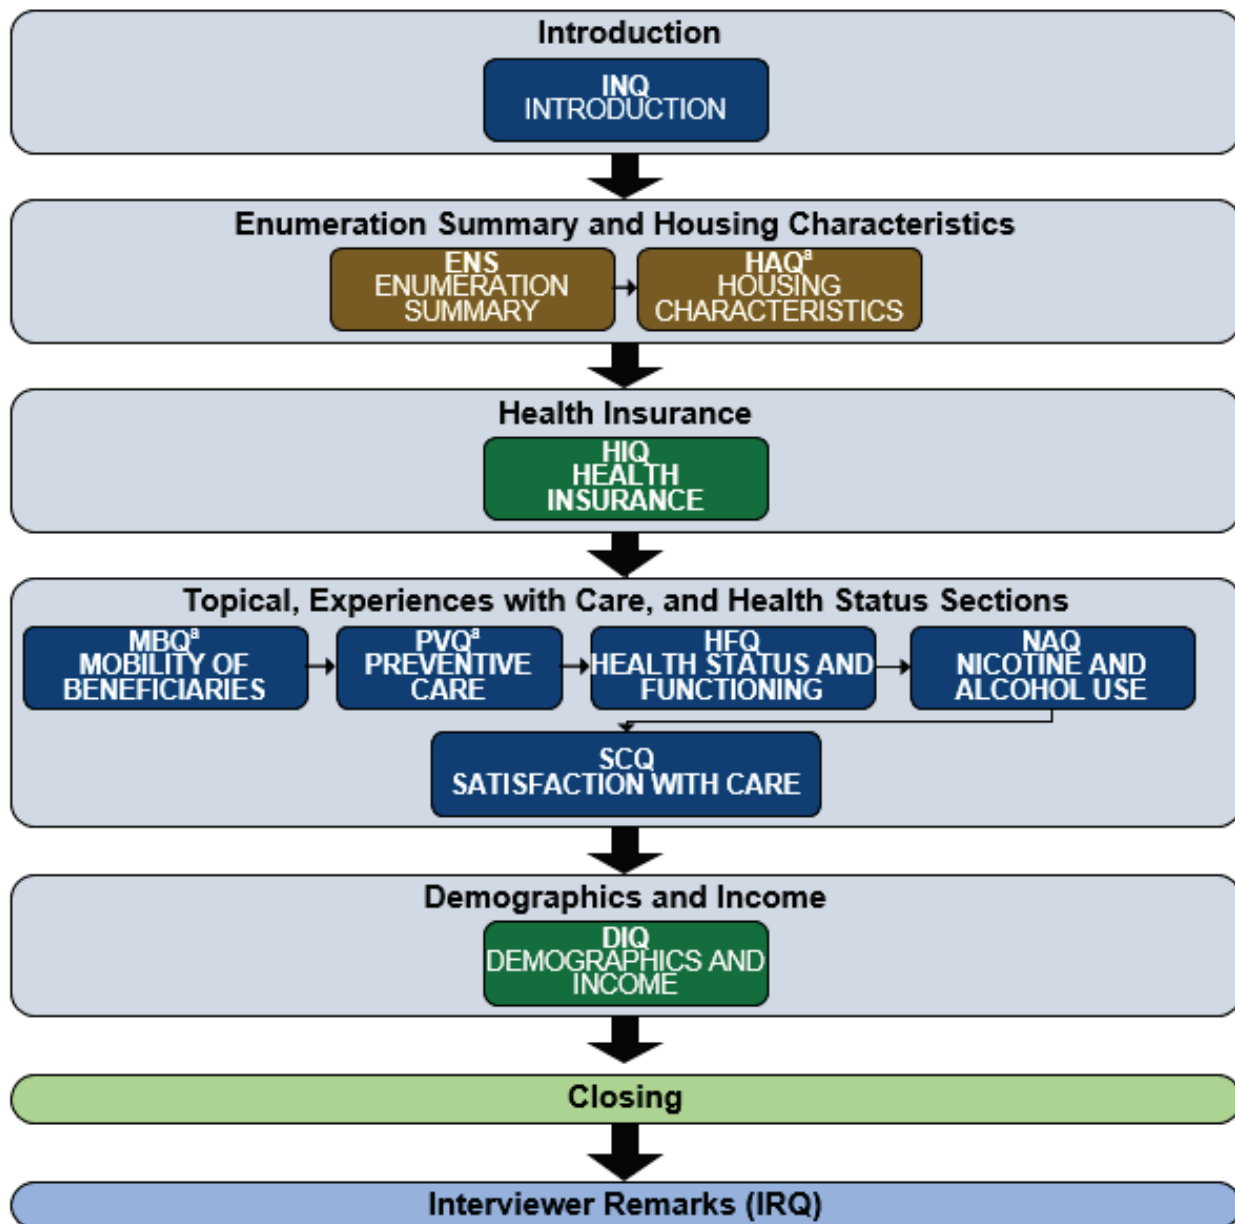 Introduction
INQ
INTRODUCTION
Enumeration Summary and Housing Characteristics
ENS
ENUMERATION
SUMMARY
HAQª
HOUSING
CHARACTERISTICS
Health Insurance
HIQ
HEALTH
INSURANCE
Topical, Experiences with Care, and Health Status Sections
MBQª
MOBILITY OF
BENEFICIARIES
PVQª
PREVENTIVE
CARE
HFQ
HEALTH STATUS AND
FUNCTIONING
NAQ
NICOTINE AND
ALCOHOL USE
SCQ
SATISFACTION WITH CARE
Demographics and Income
DIQ
DEMOGRAPHICS AND
INCOME
Closing
Interviewer Remarks (IRQ)